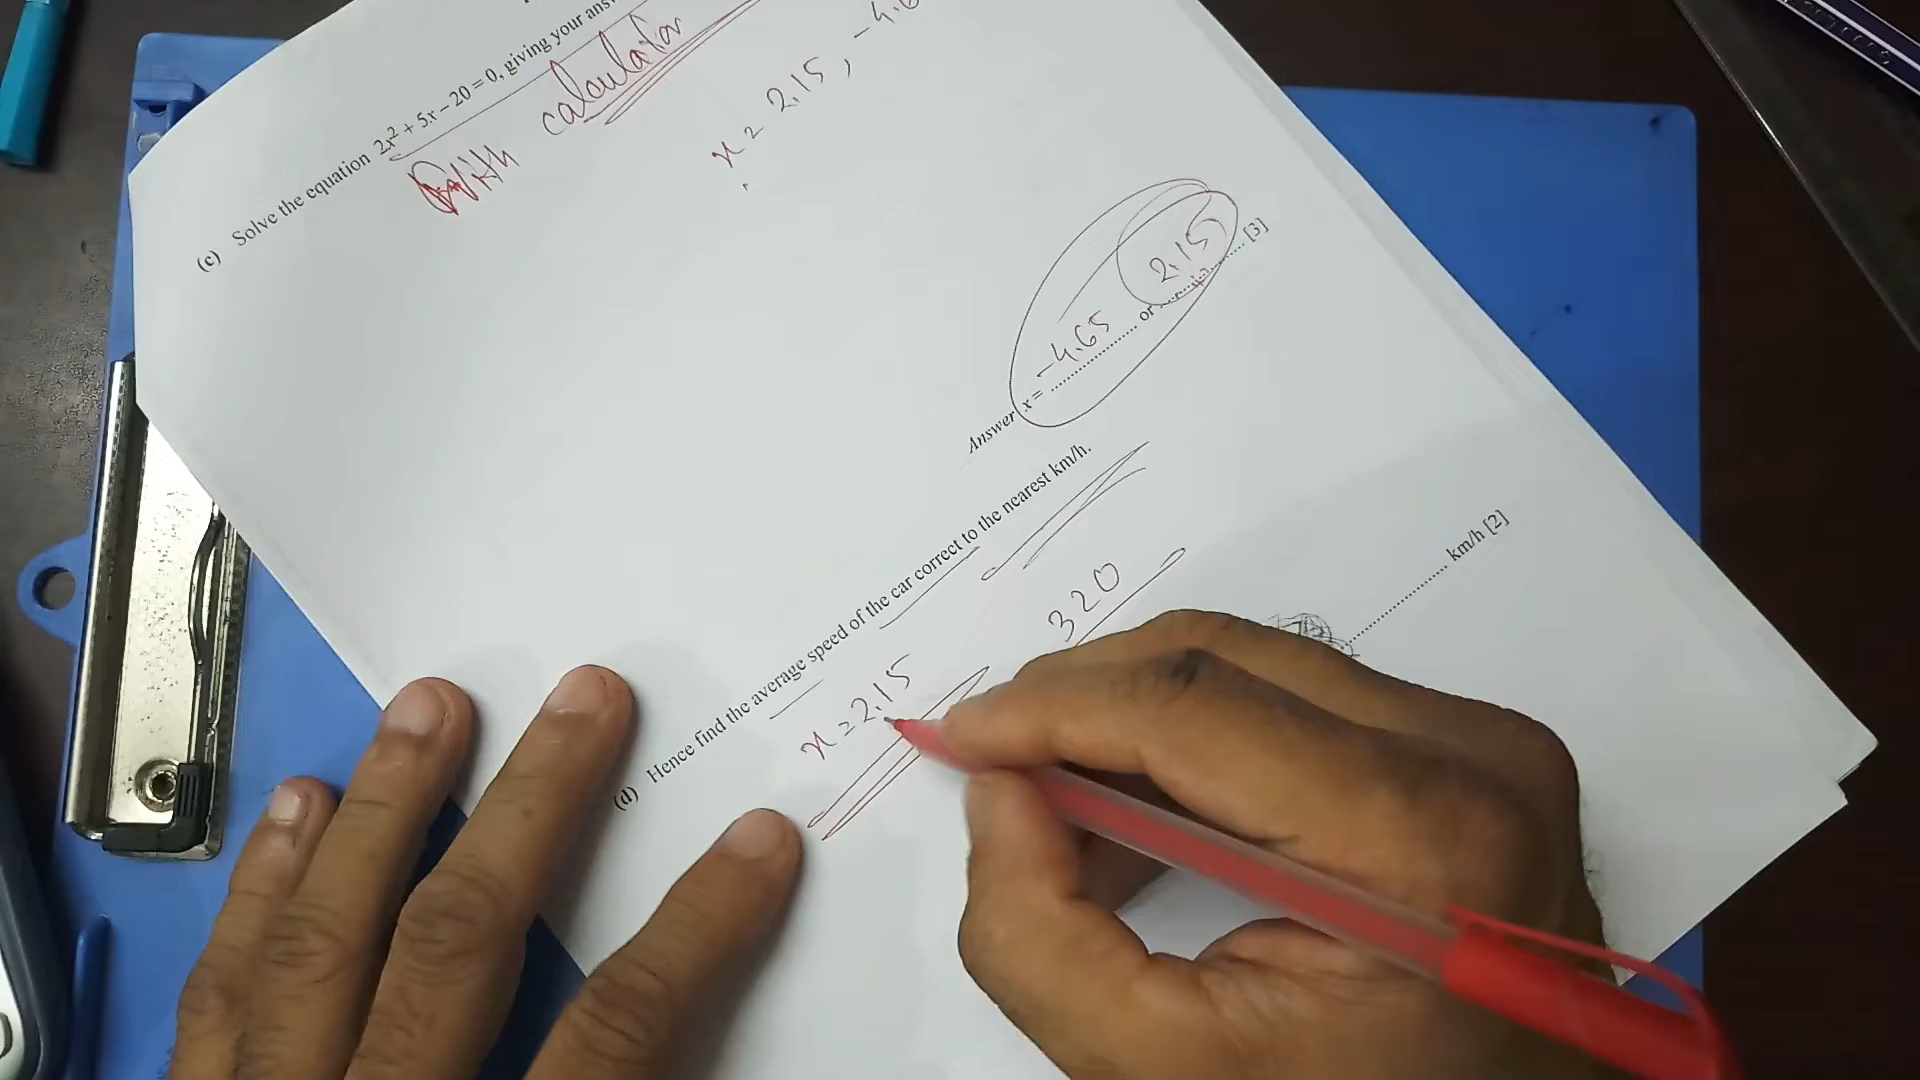 (c) Solve the equation 2x² + 5x − 20 = 0, giving your
With calculator
x = 2.15, −4.6
Answer x = −4.65 or 2.15 [3]
(d) Hence find the average speed of the car correct to the nearest km/h.
x = 2.15
320
km/h [2]